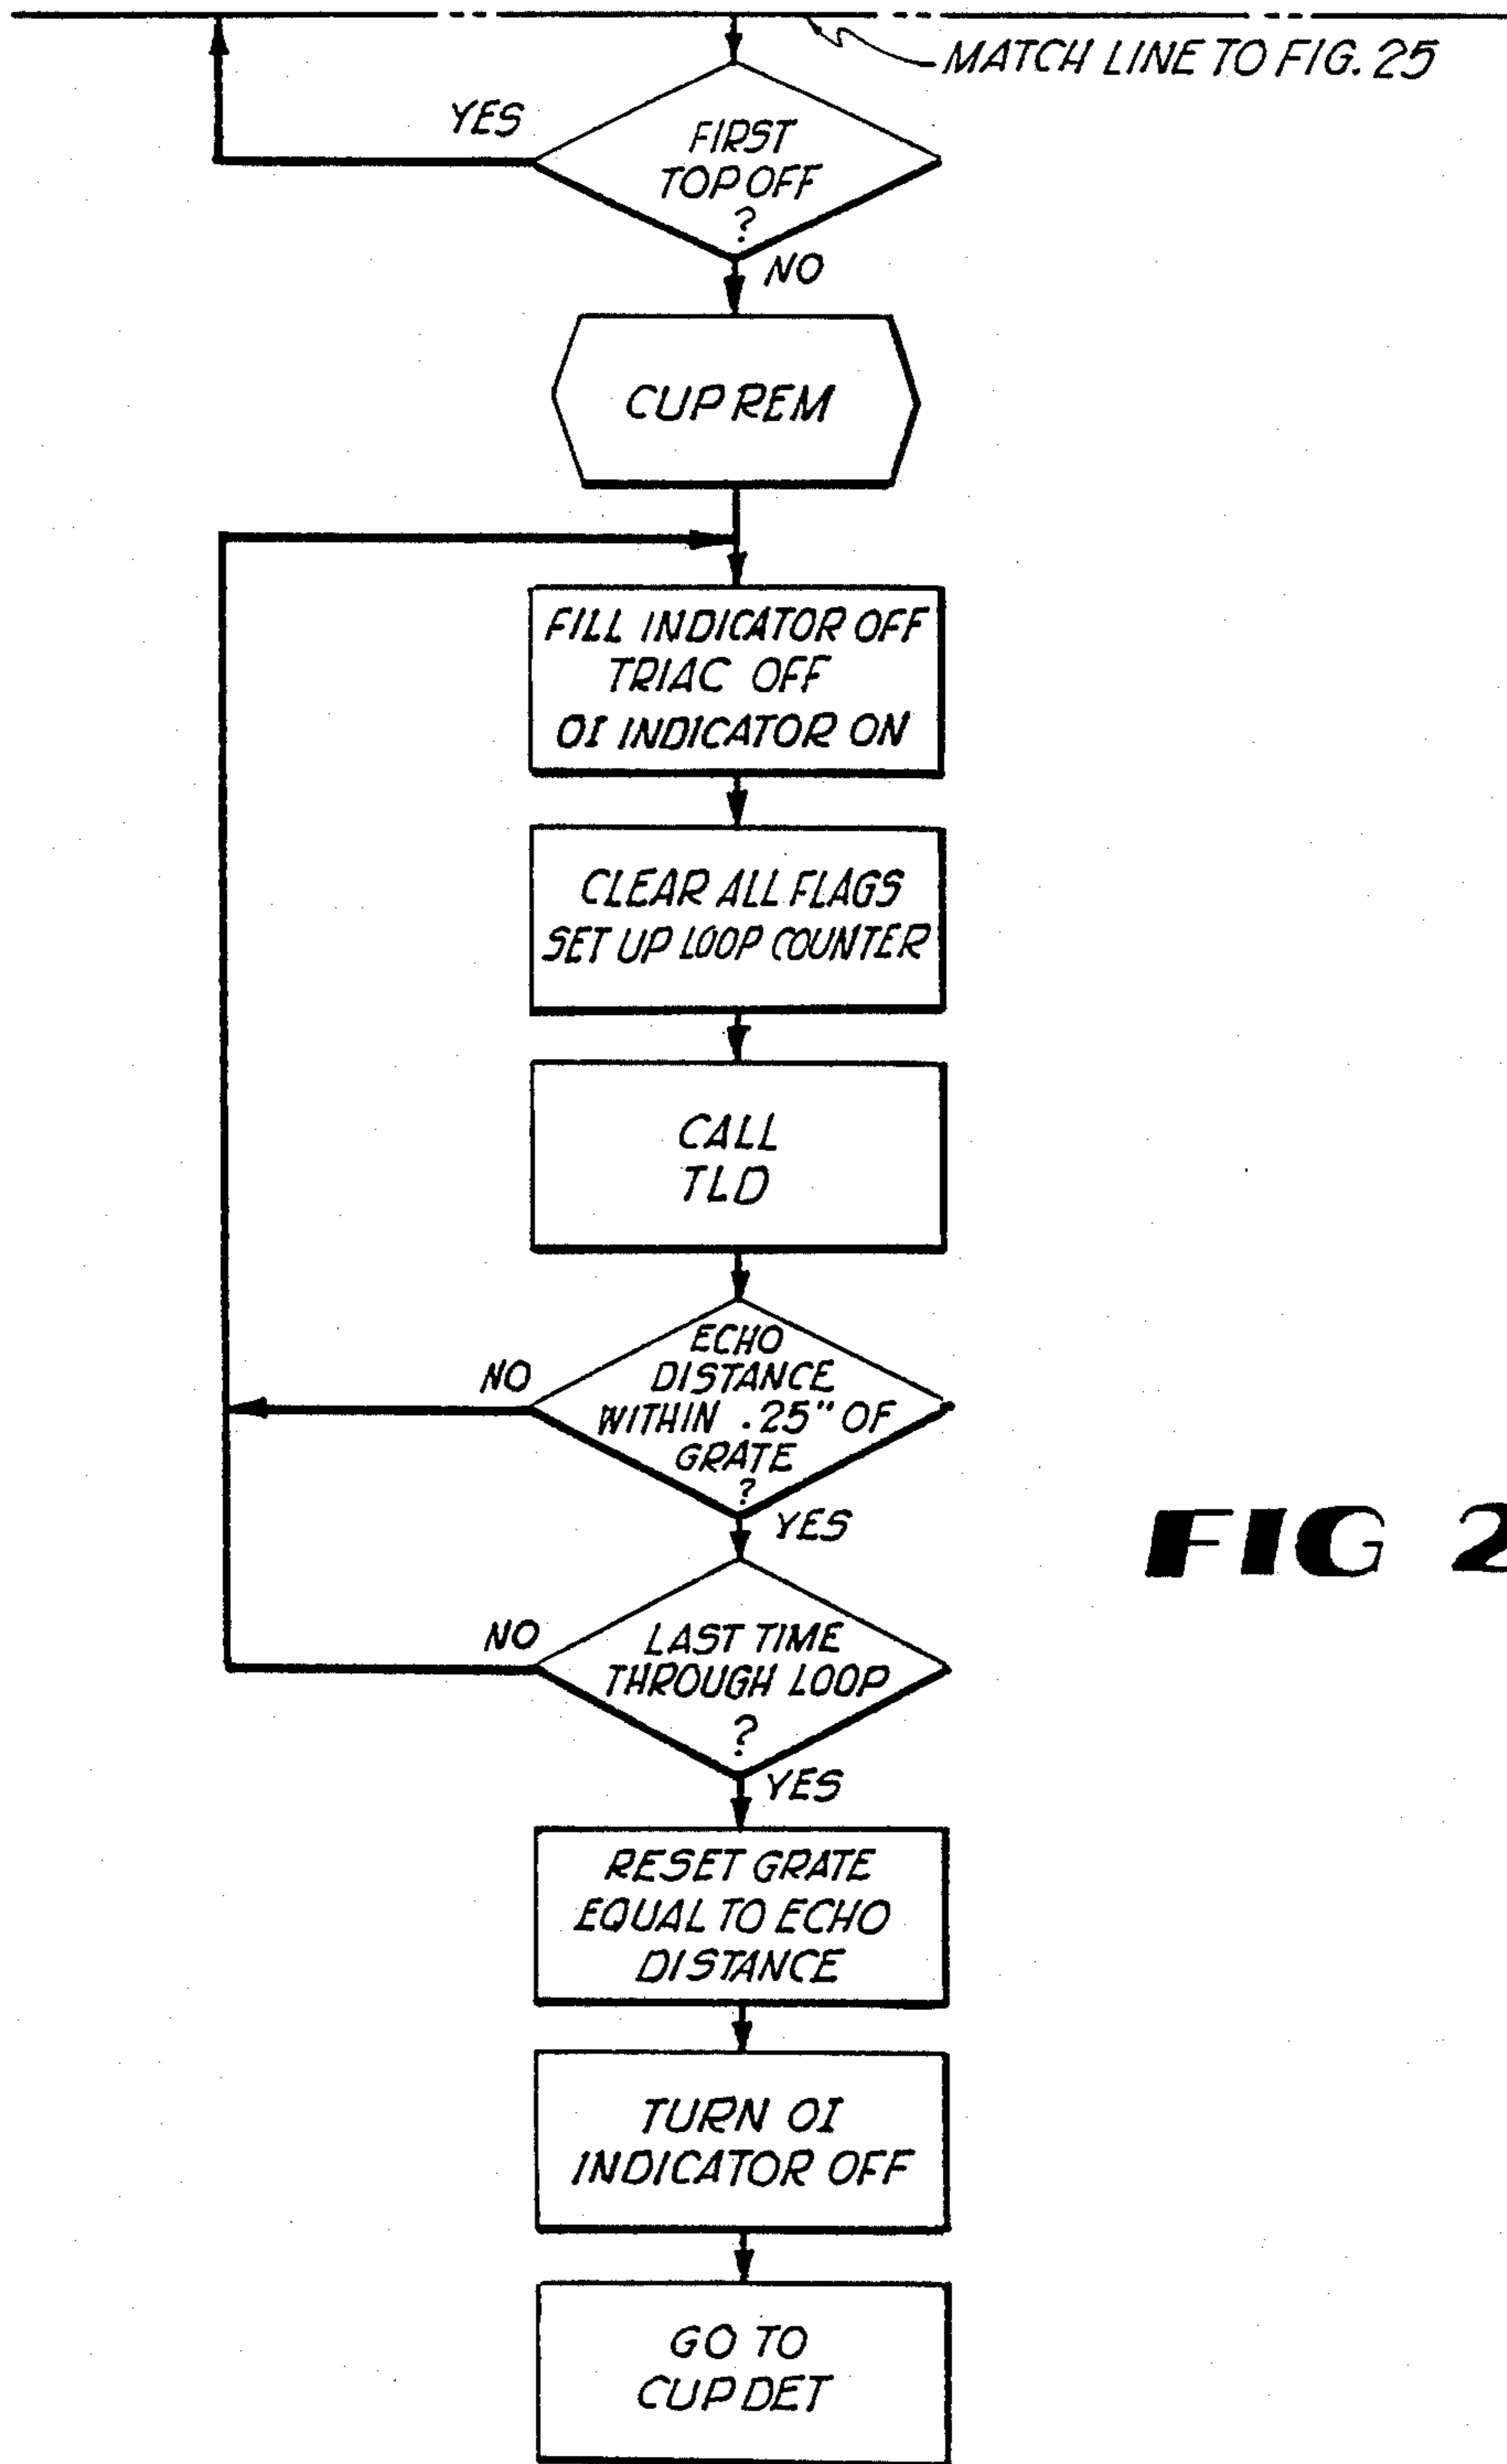 MATCH LINE TO FIG. 25
YES
FIRST
TOP OFF
?
NO
CUP REM
FILL INDICATOR OFF
TRIAC OFF
OI INDICATOR ON
CLEAR ALL FLAGS
SET UP LOOP COUNTER
CALL
TLD
ECHO
DISTANCE
WITHIN .25" OF
GRATE
?
NO
YES
FIG 2
LAST TIME
THROUGH LOOP
?
NO
YES
RESET GRATE
EQUAL TO ECHO
DISTANCE
TURN OI
INDICATOR OFF
GO TO
CUP DET